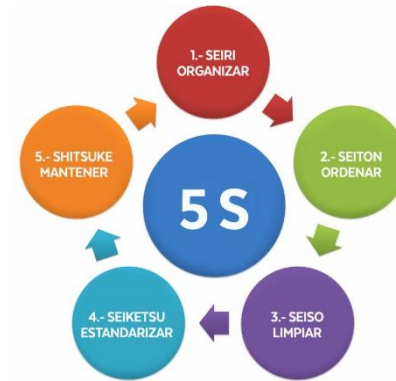 1.- SEIRI
ORGANIZAR
2.- SEITON
ORDENAR
3.- SEISO
LIMPIAR
4.- SEIKETSU
ESTANDARIZAR
5.- SHITSUKE
MANTENER
5 S